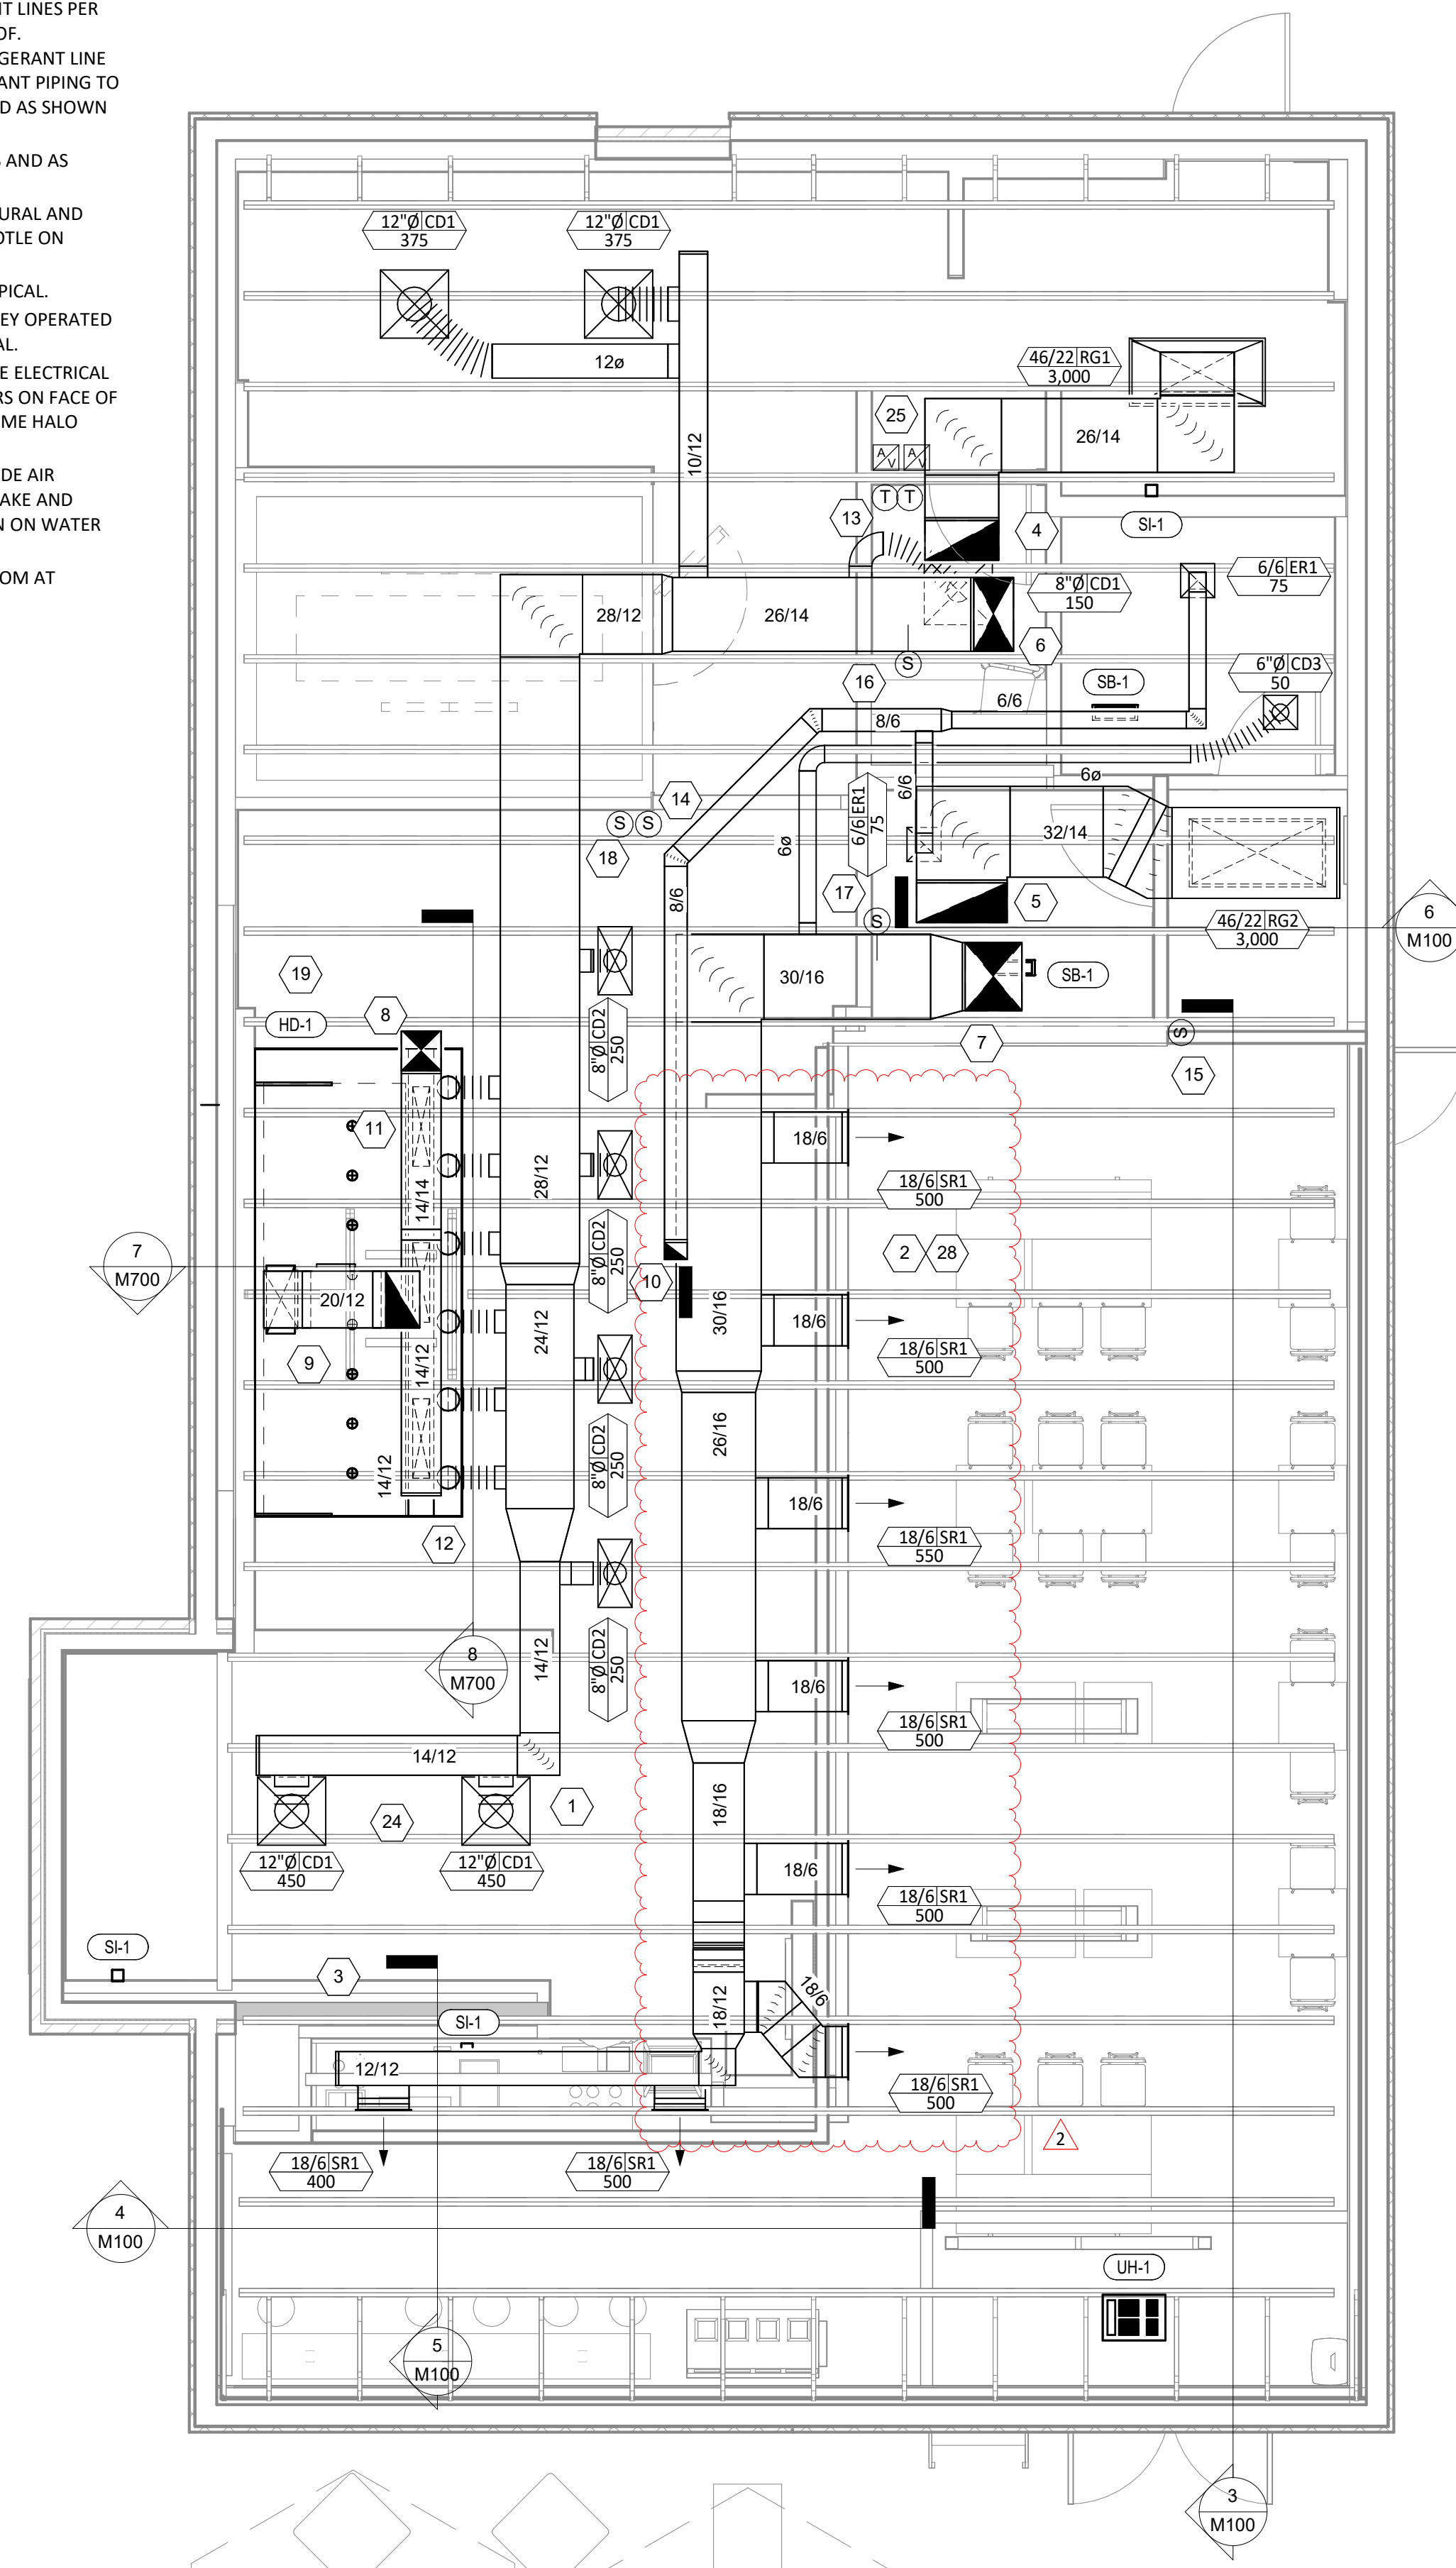 IT LINES PER
OF.
GERANT LINE
ANT PIPING TO
D AS SHOWN
AND AS
URAL AND
OTLE ON
PICAL.
EY OPERATED
AL.
E ELECTRICAL
RS ON FACE OF
ME HALO
DE AIR
AKE AND
N ON WATER
OM AT
12"Ø CD1
375
12"Ø CD1
375
12ø
10/12
46/22 RG1
3,000
25
26/14
A
V
A
V
T
T
13
4
SI-1
6/6 ER1
75
8"Ø CD1
150
28/12
26/14
6
S
6"Ø CD3
50
16
SB-1
6/6
8/6
6ø
14
6/6
6/6 ER1
75
S
S
18
6ø
32/14
8/6
17
5
S
46/22 RG2
3,000
6
M100
19
30/16
SB-1
HD-1
8
8"Ø CD2
250
7
S
15
11
18/6
14/14
28/12
18/6 SR1
500
7
M700
8"Ø CD2
250
2
28
10
20/12
30/16
18/6
24/12
14/12
9
18/6 SR1
500
26/16
14/12
8"Ø CD2
250
18/6
12
18/6 SR1
550
8
M700
14/12
8"Ø CD2
250
18/6
18/6 SR1
500
14/12
18/16
1
24
12"Ø CD1
450
12"Ø CD1
450
18/6
18/6 SR1
500
SI-1
3
18/12
18/6
SI-1
12/12
18/6 SR1
500
2
18/6 SR1
400
18/6 SR1
500
4
M100
UH-1
5
M100
3
M100